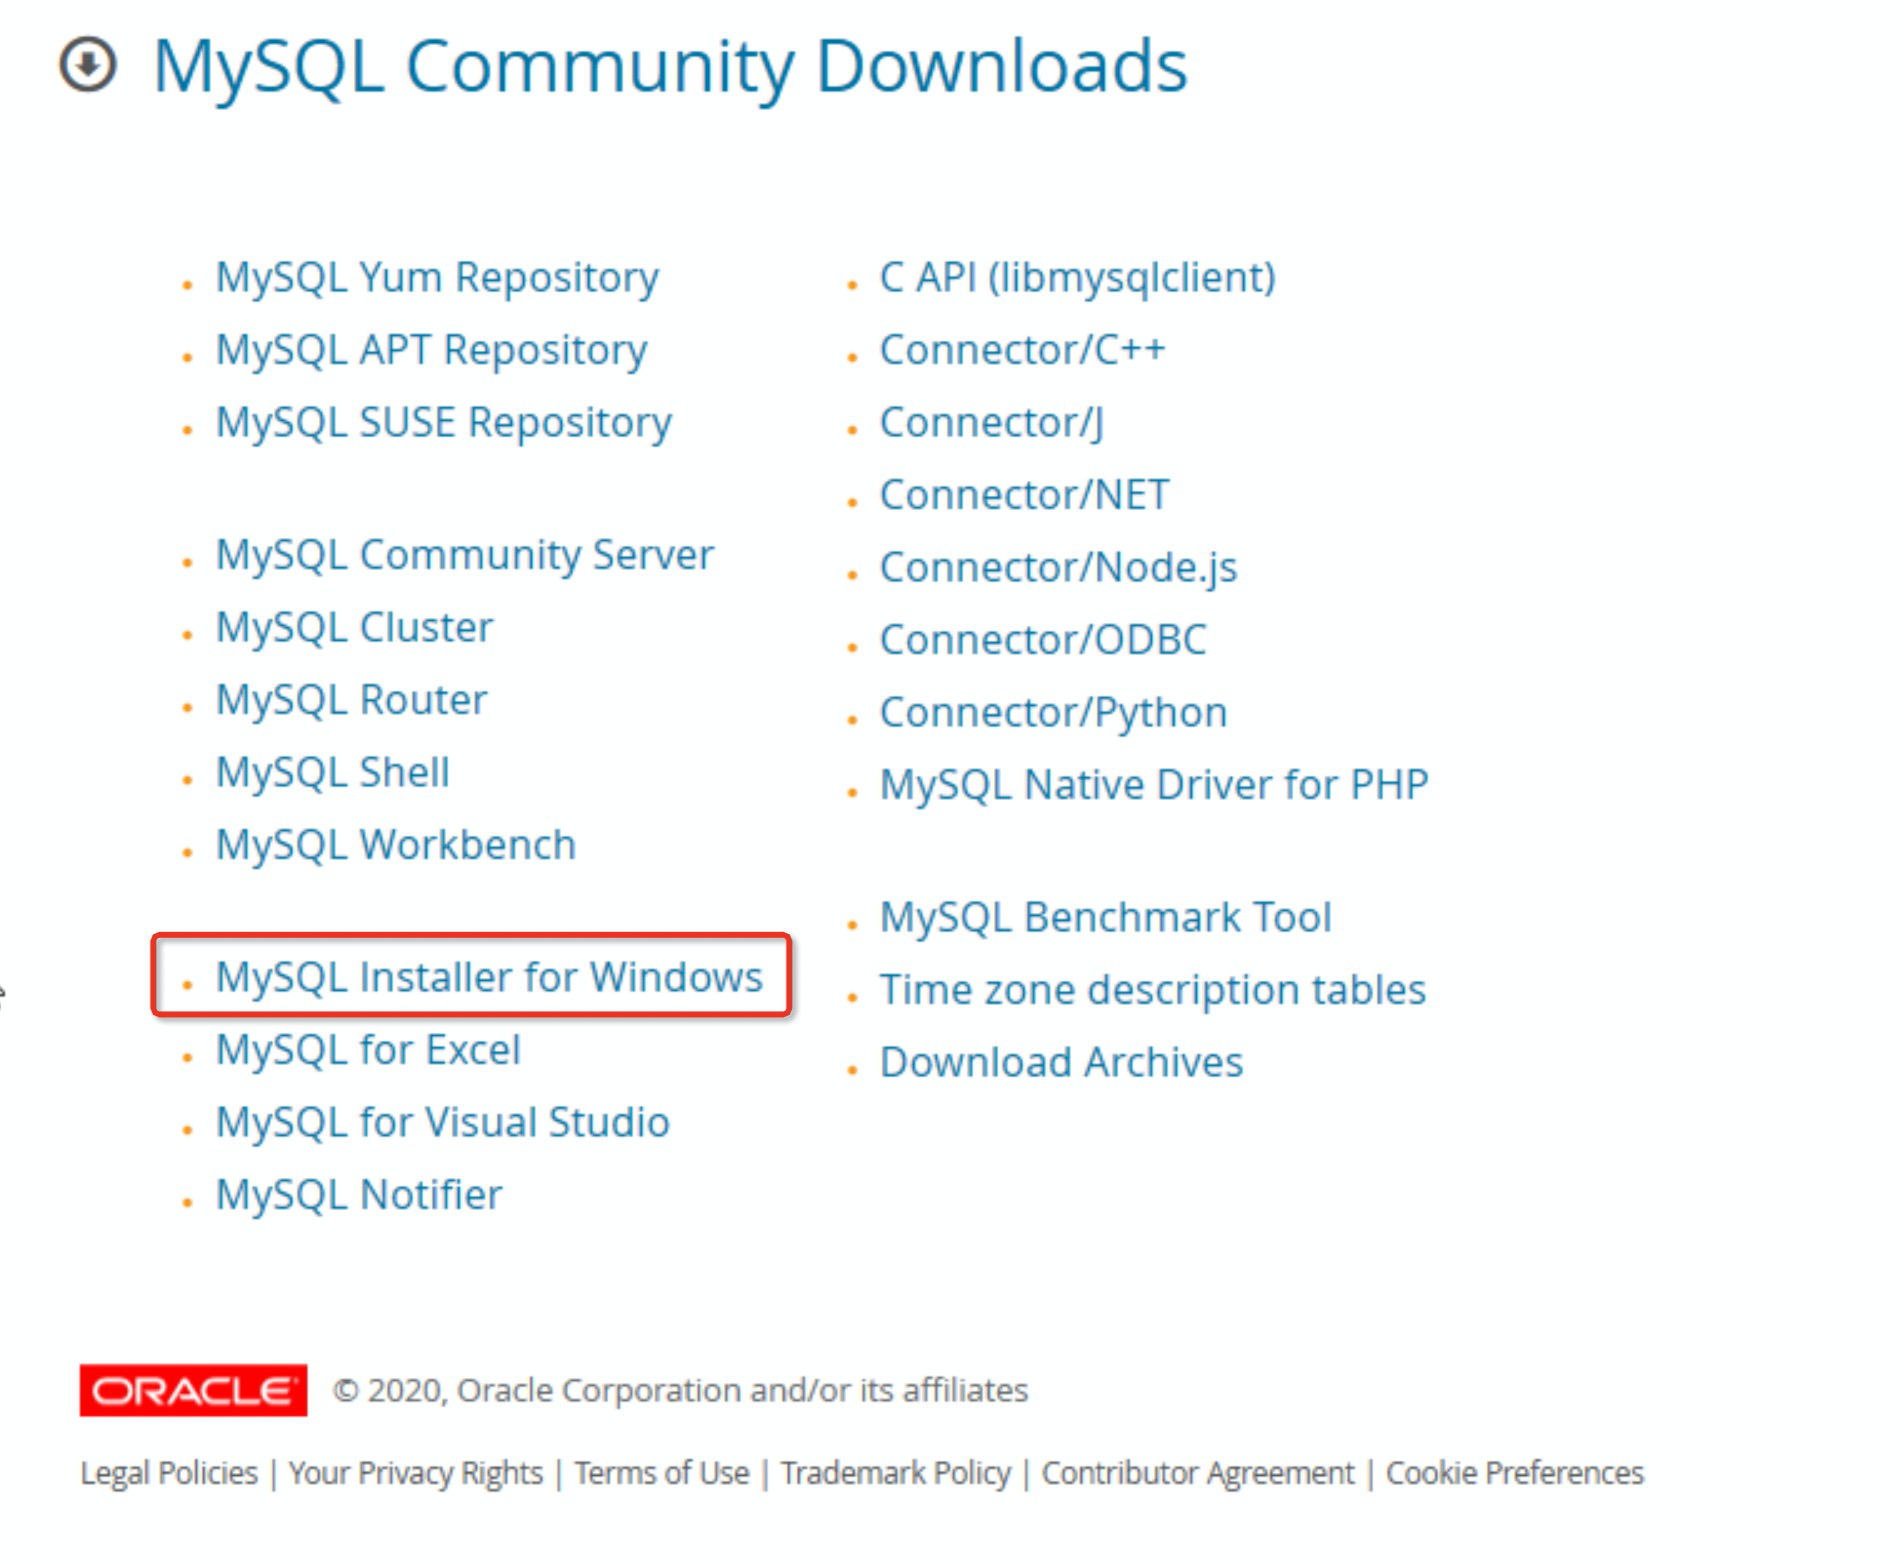 MySQL Community Downloads
MySQL Yum Repository
MySQL APT Repository
MySQL SUSE Repository
MySQL Community Server
MySQL Cluster
MySQL Router
MySQL Shell
MySQL Workbench
MySQL Installer for Windows
MySQL for Excel
MySQL for Visual Studio
MySQL Notifier
C API (libmysqlclient)
Connector/C++
Connector/J
Connector/NET
Connector/Node.js
Connector/ODBC
Connector/Python
MySQL Native Driver for PHP
MySQL Benchmark Tool
Time zone description tables
Download Archives
ORACLE © 2020, Oracle Corporation and/or its affiliates
Legal Policies | Your Privacy Rights | Terms of Use | Trademark Policy | Contributor Agreement | Cookie Preferences